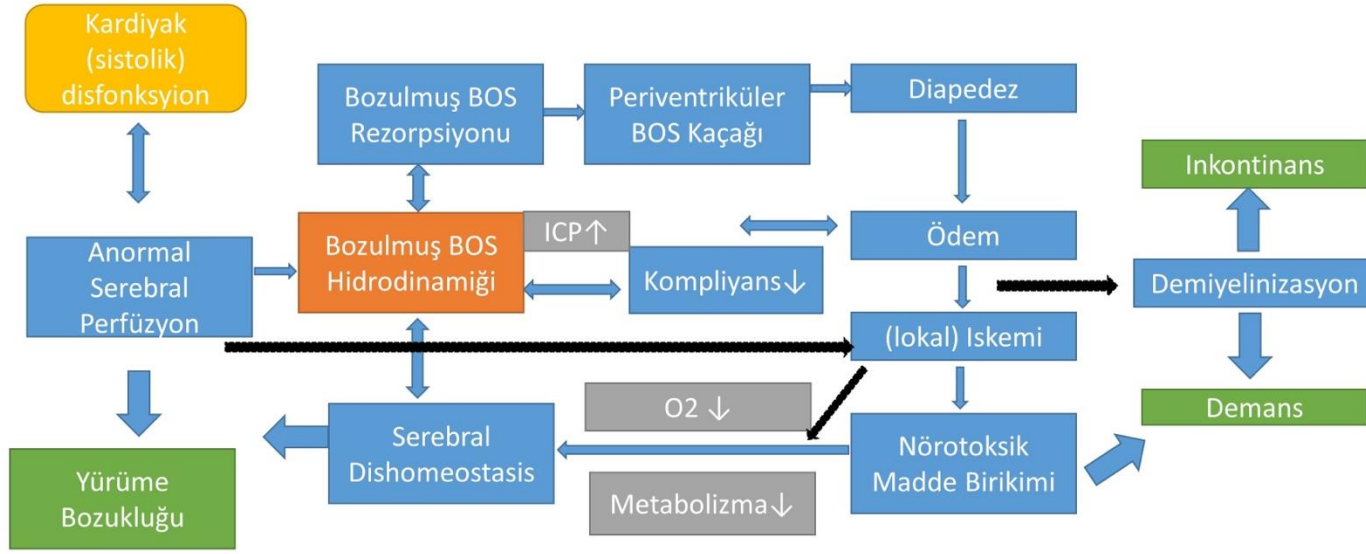 Kardiyak
(sistolik)
disfonksyion
Bozulmuş BOS
Rezorpsiyonu
Periventriküler
BOS Kaçağı
Diapedez
Inkontinans
Anormal
Serebral
Perfüzyon
Bozulmuş BOS
Hidrodinamiği
ICP↑
Kompliyans↓
Ödem
Demiyelinizasyon
(lokal) Iskemi
O2 ↓
Demans
Serebral
Dishomeostasis
Nörotoksik
Madde Birikimi
Metabolizma↓
Yürüme
Bozukluğu